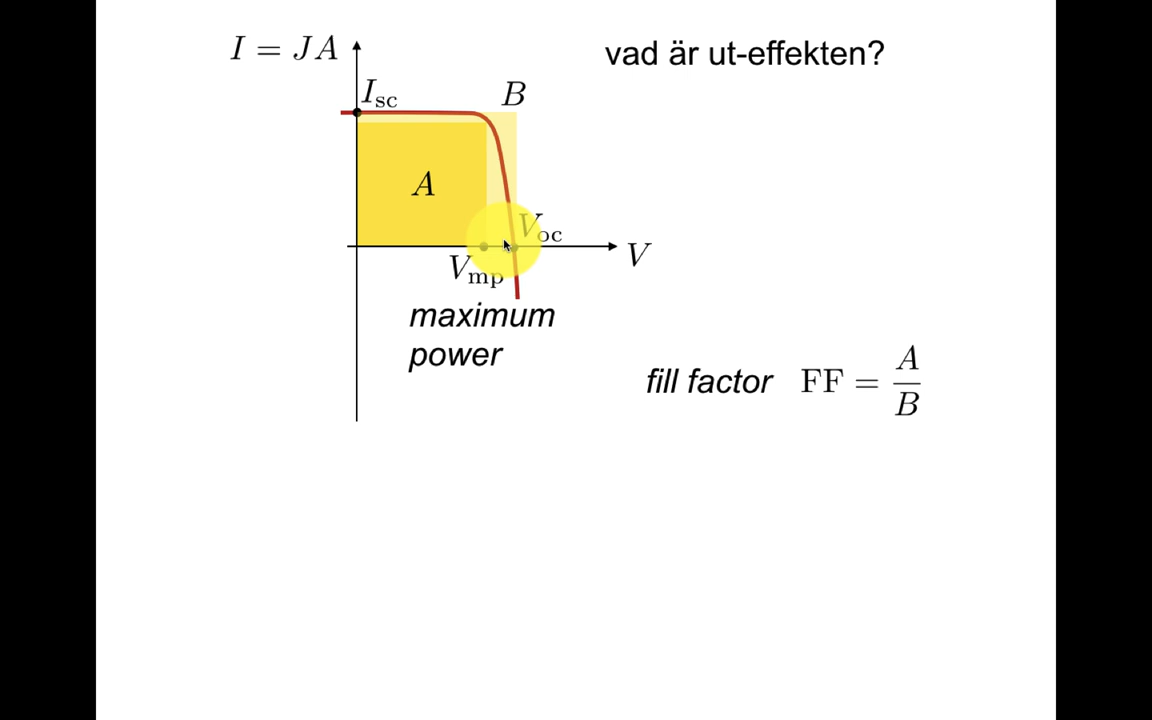 I = JA
vad är ut-effekten?
I_sc
B
A
V_oc
V
V_mp
maximum
power
fill factor FF = A/B